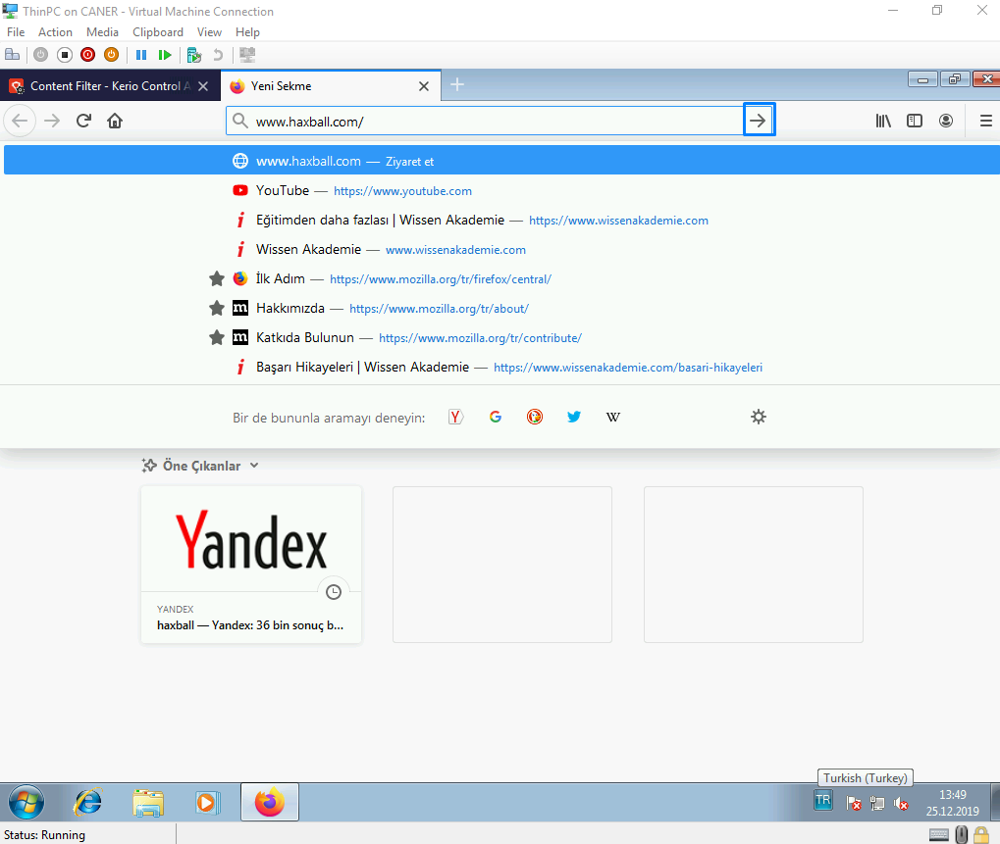 ThinPC on CANER - Virtual Machine Connection
File Action Media Clipboard View Help
Content Filter - Kerio Control A
Yeni Sekme
www.haxball.com/
www.haxball.com — Ziyaret et
YouTube — https://www.youtube.com
Eğitimden daha fazlası | Wissen Akademie — https://www.wissenakademie.com
Wissen Akademie — www.wissenakademie.com
İlk Adım — https://www.mozilla.org/tr/firefox/central/
Hakkımızda — https://www.mozilla.org/tr/about/
Katkıda Bulunun — https://www.mozilla.org/tr/contribute/
Başarı Hikayeleri | Wissen Akademie — https://www.wissenakademie.com/basari-hikayeleri
Bir de bununla aramayı deneyin:
Öne Çıkanlar
Yandex
YANDEX
haxball — Yandex: 36 bin sonuç b...
Turkish (Turkey)
TR
13:49
25.12.2019
Status: Running